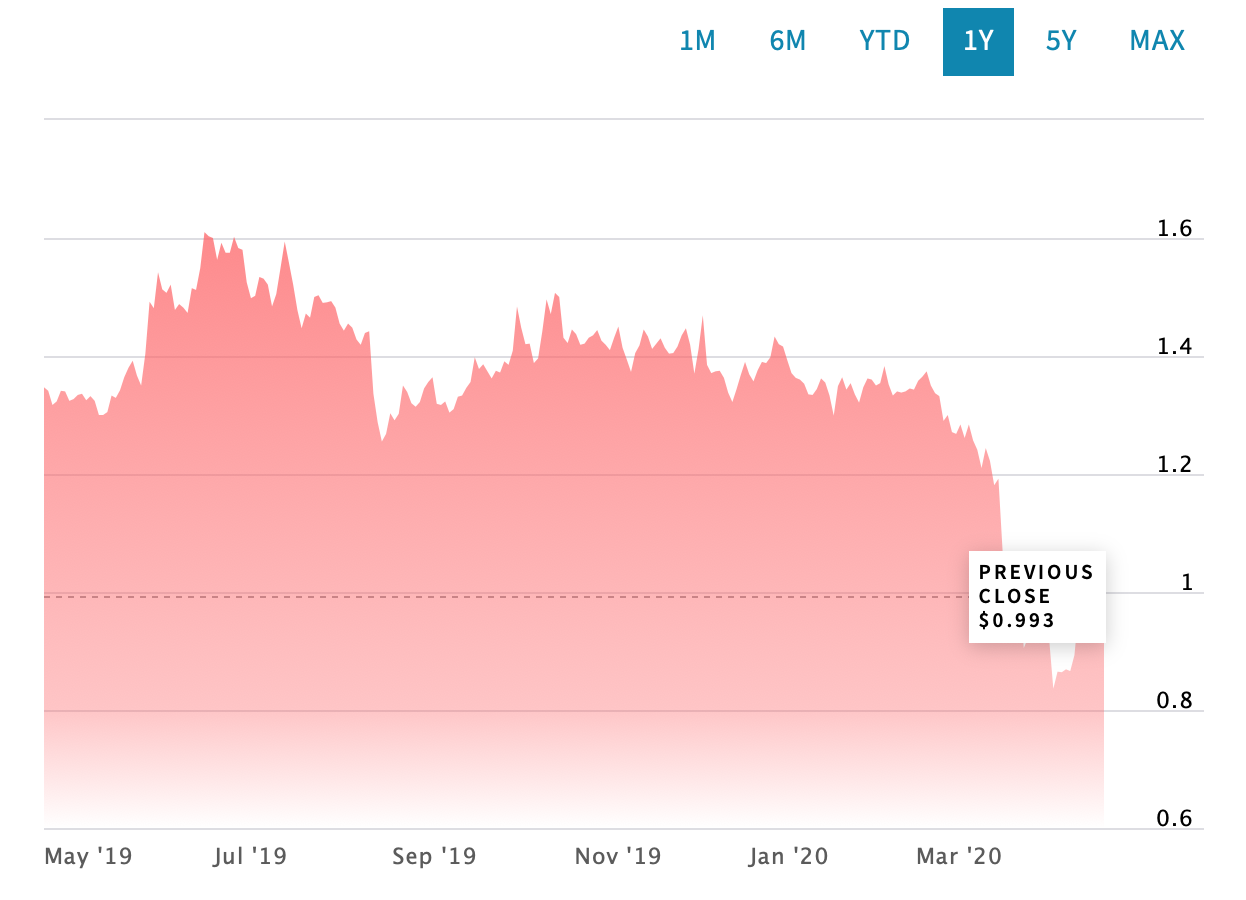 1M 6M YTD 1Y 5Y MAX
1.6
1.4
1.2
PREVIOUS
CLOSE
$0.993
1
0.8
0.6
May '19 Jul '19 Sep '19 Nov '19 Jan '20 Mar '20